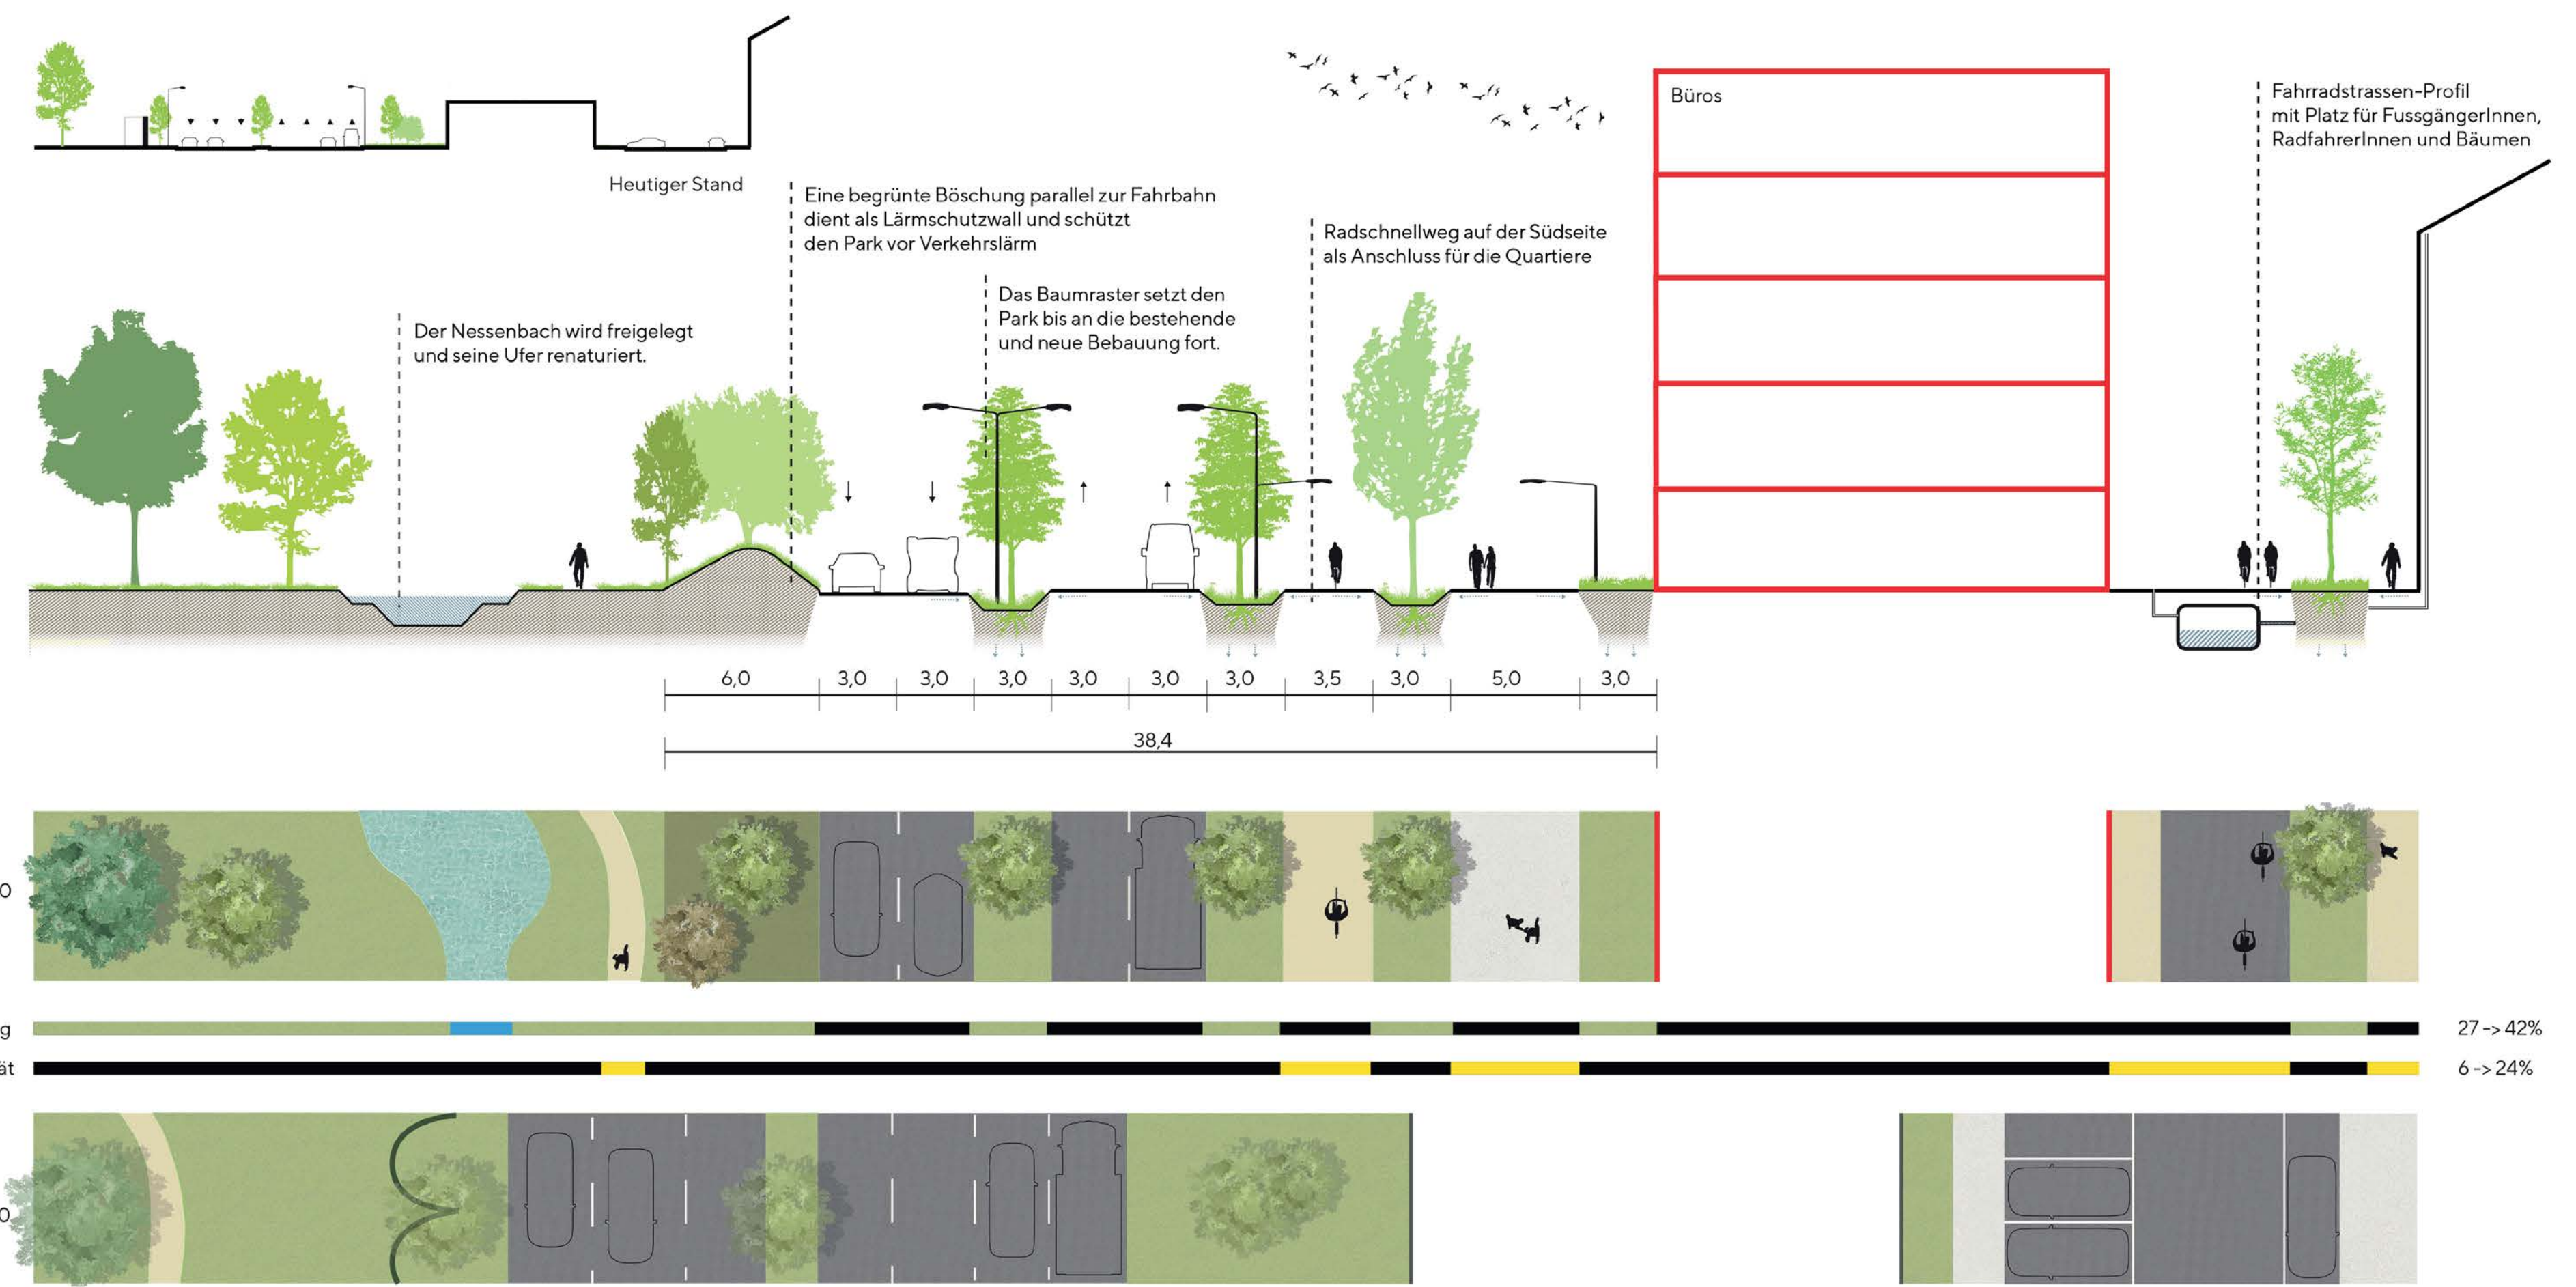 Heutiger Stand
Eine begrünte Böschung parallel zur Fahrbahn
dient als Lärmschutzwall und schützt
den Park vor Verkehrslärm
Der Nessenbach wird freigelegt
und seine Ufer renaturiert.
Das Baumraster setzt den
Park bis an die bestehende
und neue Bebauung fort.
Radschnellweg auf der Südseite
als Anschluss für die Quartiere
Büros
Fahrradstrassen-Profil
mit Platz für FussgängerInnen,
RadfahrerInnen und Bäumen
6,0 3,0 3,0 3,0 3,0 3,0 3,0 3,5 3,0 5,0 3,0
38,4
0
g
27 -> 42%
ät
6 -> 24%
0